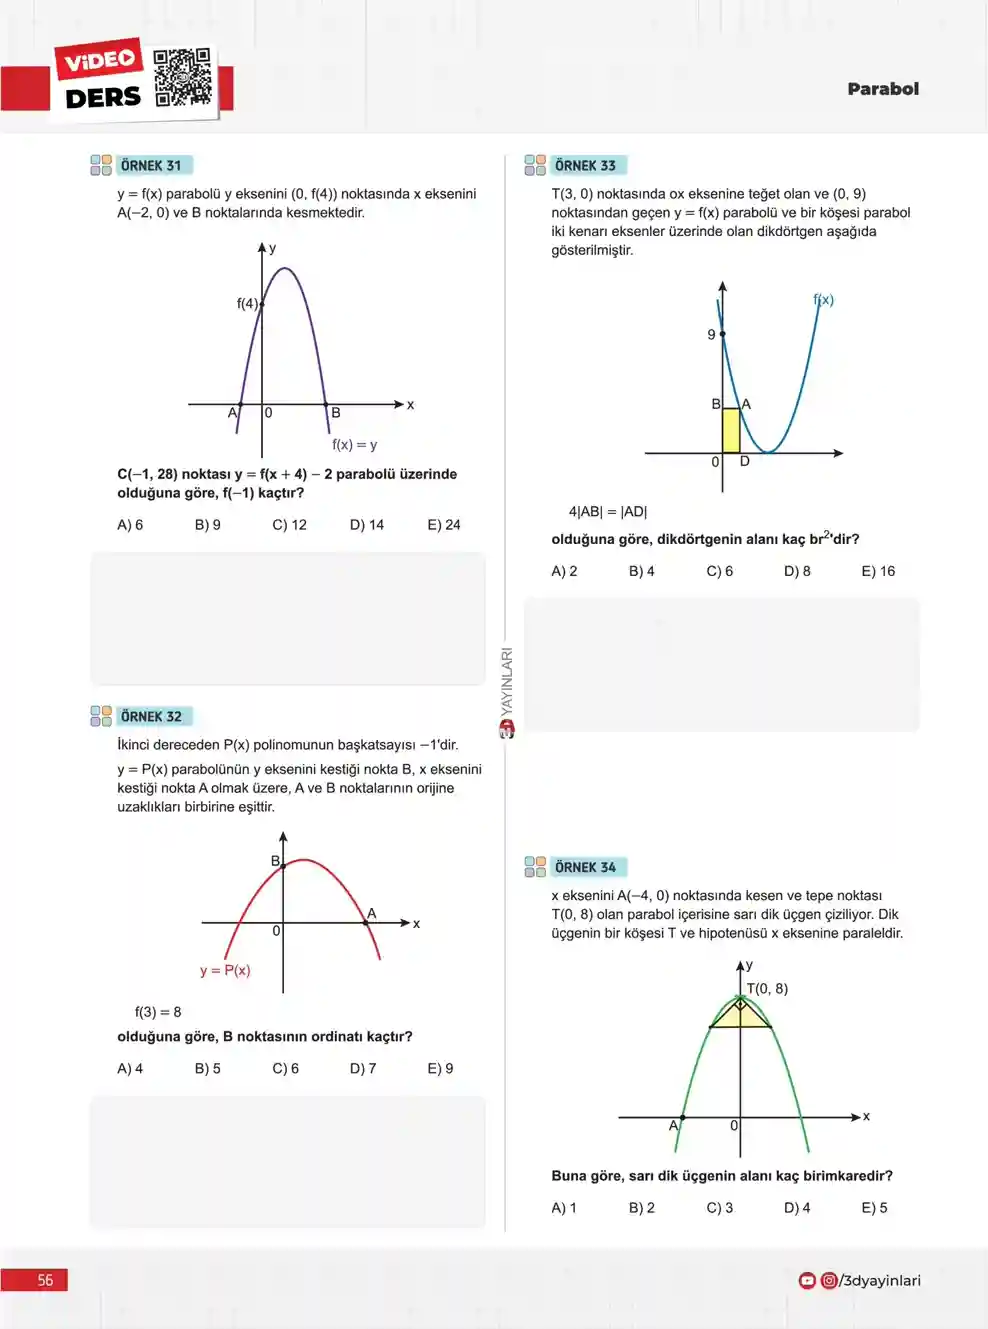 ViDEO
DERS
Parabol
ÖRNEK 31
y = f(x) parabolü y eksenini (0, f(4)) noktasında x eksenini
A(−2, 0) ve B noktalarında kesmektedir.
y
f(4)
A
0
B
x
f(x) = y
C(−1, 28) noktası y = f(x + 4) − 2 parabolü üzerinde
olduğuna göre, f(−1) kaçtır?
A) 6 B) 9 C) 12 D) 14 E) 24
ÖRNEK 32
İkinci dereceden P(x) polinomunun başkatsayısı −1'dir.
y = P(x) parabolünün y eksenini kestiği nokta B, x eksenini
kestiği nokta A olmak üzere, A ve B noktalarının orijine
uzaklıkları birbirine eşittir.
B
A
x
0
y = P(x)
f(3) = 8
olduğuna göre, B noktasının ordinatı kaçtır?
A) 4 B) 5 C) 6 D) 7 E) 9
YAYINLARI
ÖRNEK 33
T(3, 0) noktasında ox eksenine teğet olan ve (0, 9)
noktasından geçen y = f(x) parabolü ve bir köşesi parabol
iki kenarı eksenler üzerinde olan dikdörtgen aşağıda
gösterilmiştir.
f(x)
9
B
A
0
D
4|AB| = |AD|
olduğuna göre, dikdörtgenin alanı kaç br²'dir?
A) 2 B) 4 C) 6 D) 8 E) 16
ÖRNEK 34
x eksenini A(−4, 0) noktasında kesen ve tepe noktası
T(0, 8) olan parabol içerisine sarı dik üçgen çiziliyor. Dik
üçgenin bir köşesi T ve hipotenüsü x eksenine paraleldir.
y
T(0, 8)
A
0
x
Buna göre, sarı dik üçgenin alanı kaç birimkaredir?
A) 1 B) 2 C) 3 D) 4 E) 5
56
/3dyayinlari